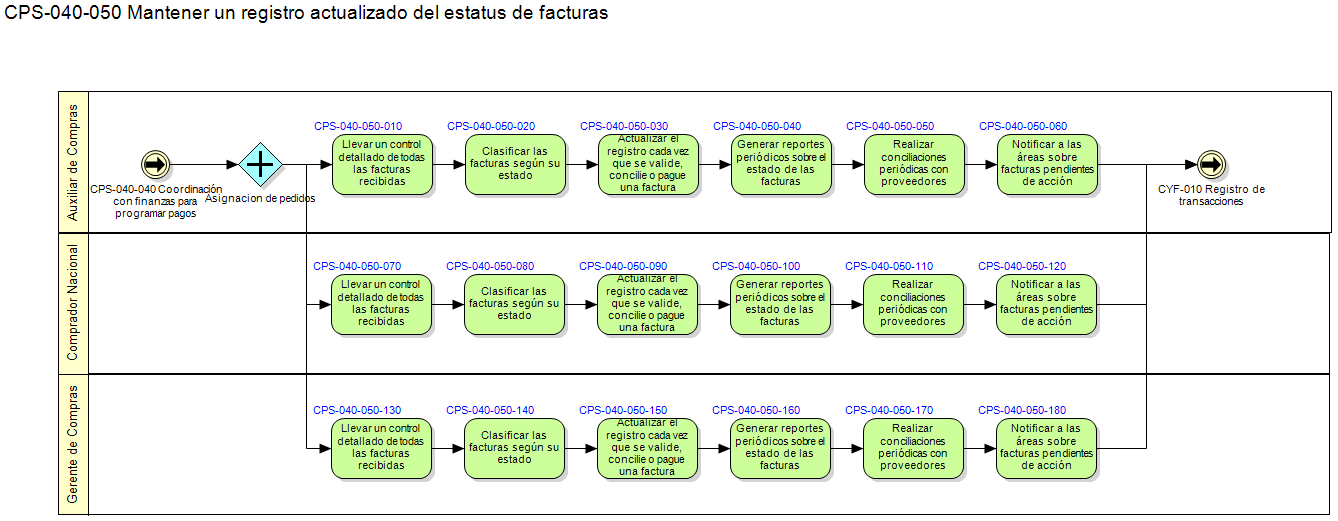 CPS-040-050 Mantener un registro actualizado del estatus de facturas
Auxiliar de Compras
CPS-040-040 Coordinación
con finanzas para
programar pagos
Asignacion de pedidos
CPS-040-050-010
Llevar un control
detallado de todas
las facturas
recibidas
CPS-040-050-020
Clasificar las
facturas según su
estado
CPS-040-050-030
Actualizar el
registro cada vez
que se valide,
concilie o pague
una factura
CPS-040-050-040
Generar reportes
periódicos sobre el
estado de las
facturas
CPS-040-050-050
Realizar
conciliaciones
periódicas con
proveedores
CPS-040-050-060
Notificar a las
áreas sobre
facturas pendientes
de acción
CYF-010 Registro de
transacciones
Comprador Nacional
CPS-040-050-070
Llevar un control
detallado de todas
las facturas
recibidas
CPS-040-050-080
Clasificar las
facturas según su
estado
CPS-040-050-090
Actualizar el
registro cada vez
que se valide,
concilie o pague
una factura
CPS-040-050-100
Generar reportes
periódicos sobre el
estado de las
facturas
CPS-040-050-110
Realizar
conciliaciones
periódicas con
proveedores
CPS-040-050-120
Notificar a las
áreas sobre
facturas pendientes
de acción
Gerente de Compras
CPS-040-050-130
Llevar un control
detallado de todas
las facturas
recibidas
CPS-040-050-140
Clasificar las
facturas según su
estado
CPS-040-050-150
Actualizar el
registro cada vez
que se valide,
concilie o pague
una factura
CPS-040-050-160
Generar reportes
periódicos sobre el
estado de las
facturas
CPS-040-050-170
Realizar
conciliaciones
periódicas con
proveedores
CPS-040-050-180
Notificar a las
áreas sobre
facturas pendientes
de acción